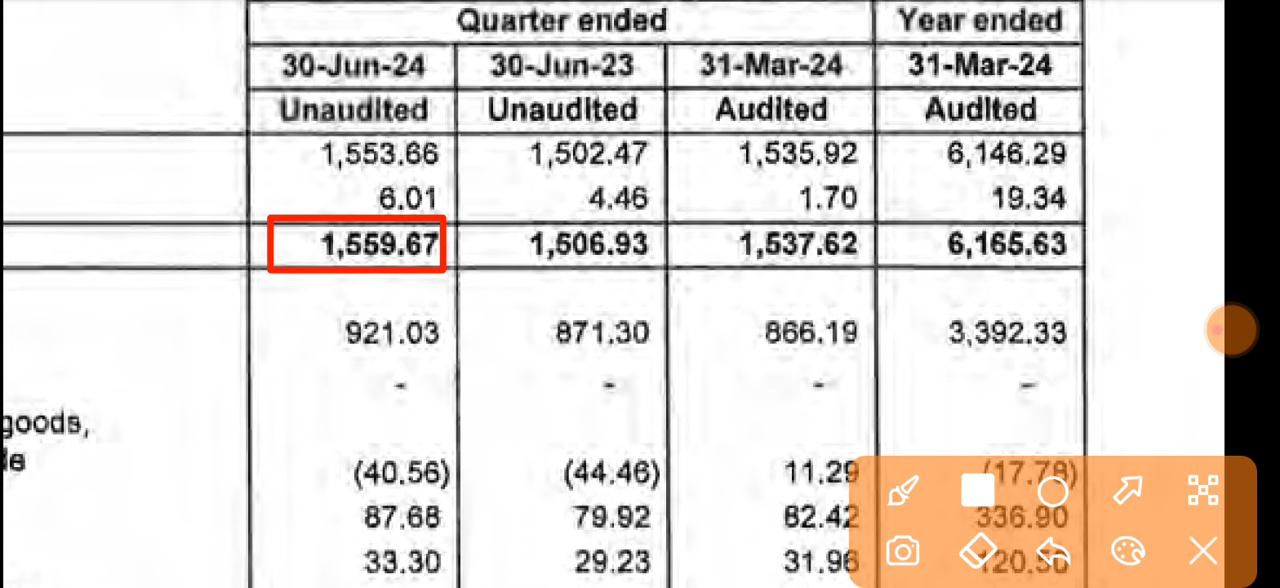 Quarter ended Year ended
30-Jun-24 30-Jun-23 31-Mar-24 31-Mar-24
Unaudited Unaudited Audited Audited
1,553.66 1,502.47 1,535.92 6,146.29
6.01 4.46 1.70 19.34
1,559.67 1,506.93 1,537.62 6,165.63
921.03 871.30 866.19 3,392.33
- - - -
goods,
(40.56) (44.46) 11.29 (17.78)
87.68 79.92 82.42 336.90
33.30 29.23 31.96